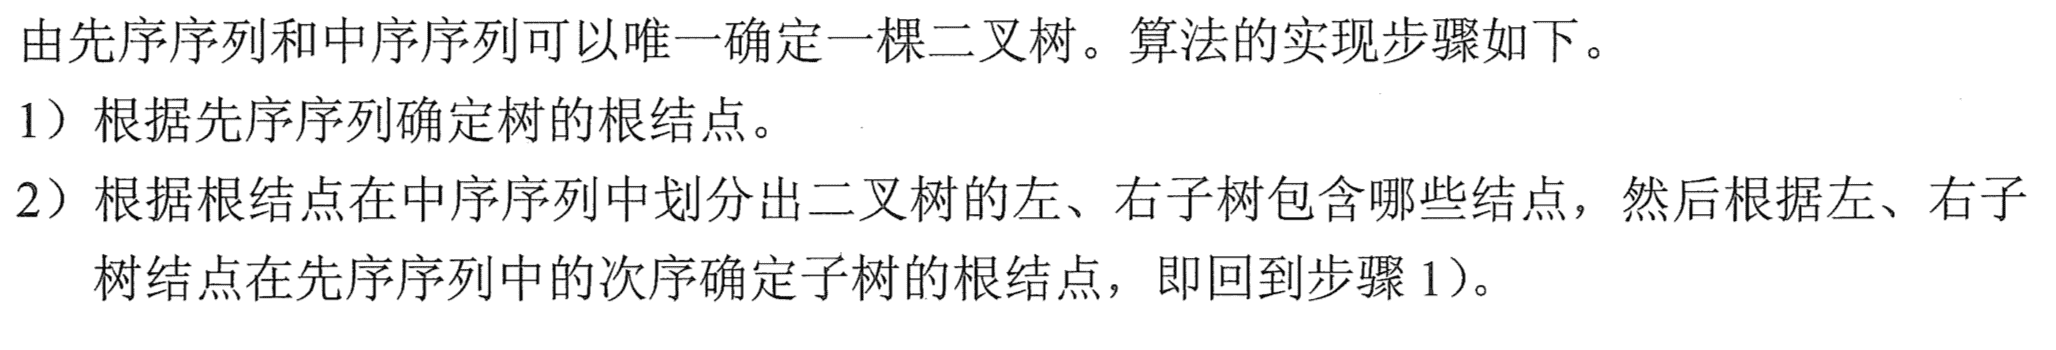 由先序序列和中序序列可以唯一确定一棵二叉树。算法的实现步骤如下。
1）根据先序序列确定树的根结点。
2）根据根结点在中序序列中划分出二叉树的左、右子树包含哪些结点，然后根据左、右子
树结点在先序序列中的次序确定子树的根结点，即回到步骤 1）。